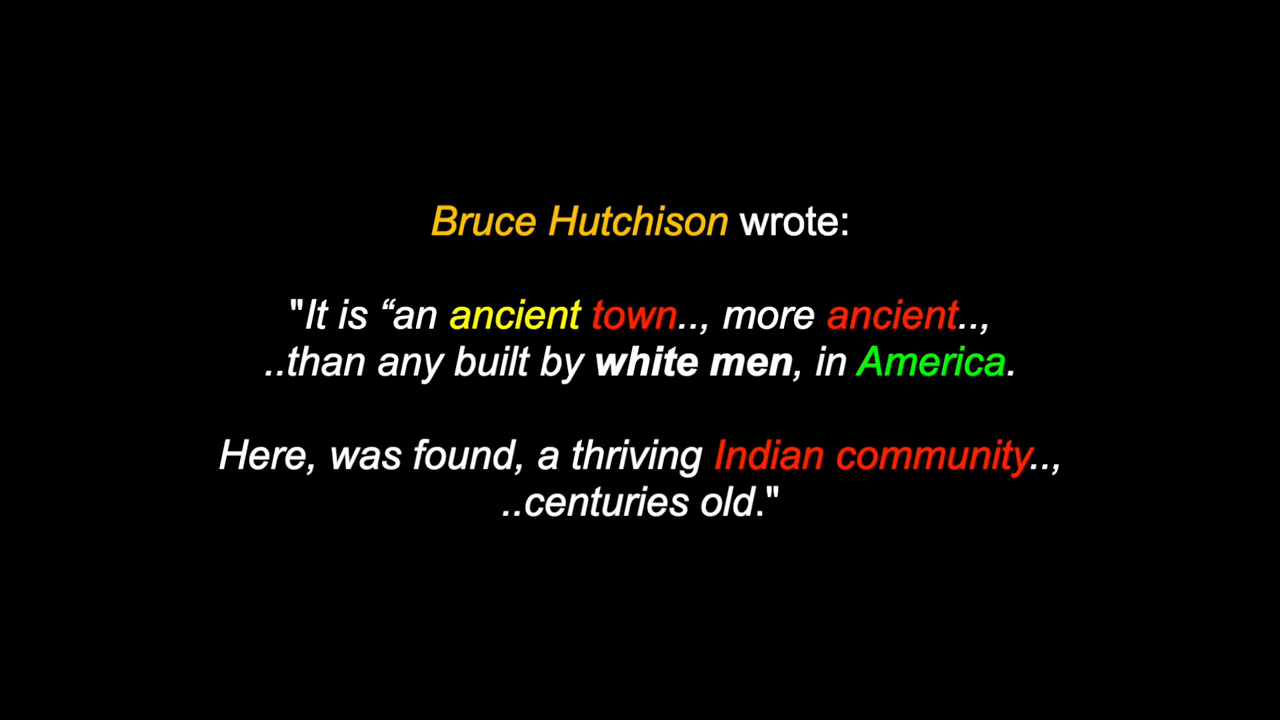 Bruce Hutchison wrote:
"It is “an ancient town.., more ancient..,
..than any built by white men, in America.
Here, was found, a thriving Indian community..,
..centuries old."